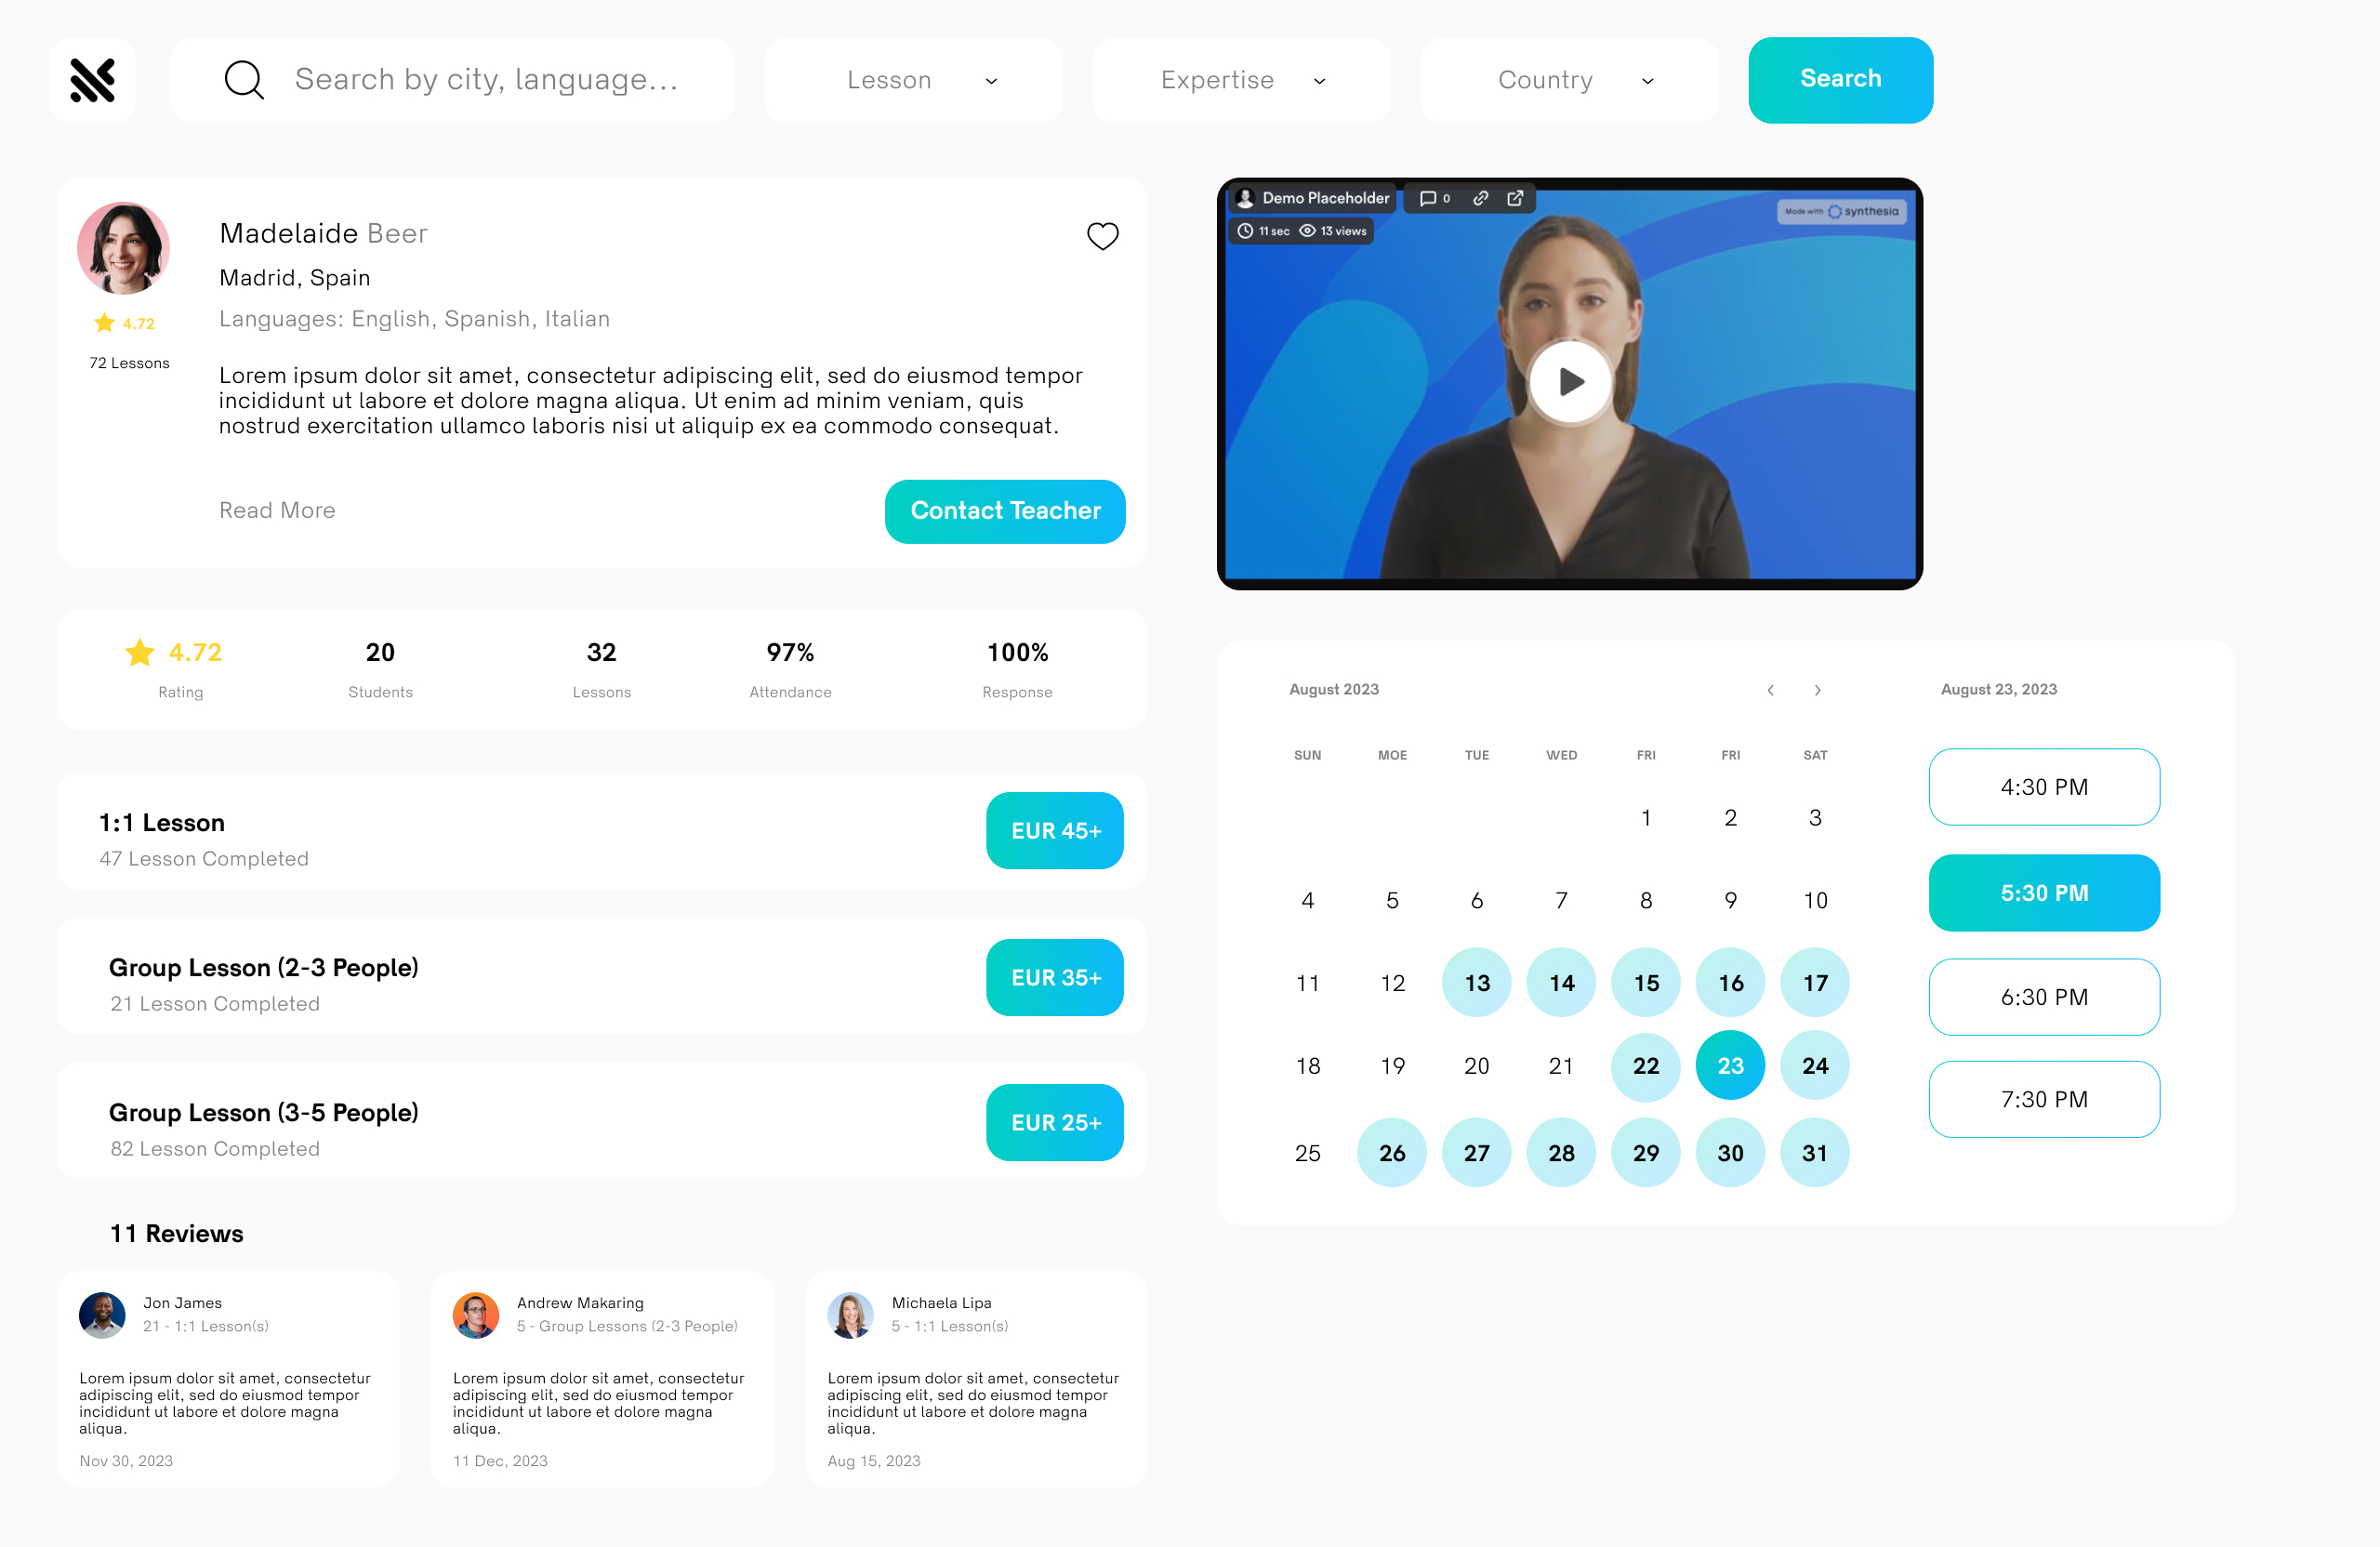 Search by city, language...
Lesson
Expertise
Country
Search
Madelaide Beer
Madrid, Spain
Languages: English, Spanish, Italian
4.72
72 Lessons
Lorem ipsum dolor sit amet, consectetur adipiscing elit, sed do eiusmod tempor
incididunt ut labore et dolore magna aliqua. Ut enim ad minim veniam, quis
nostrud exercitation ullamco laboris nisi ut aliquip ex ea commodo consequat.
Read More
Contact Teacher
Demo Placeholder
0
11 sec
13 views
Made with synthesia
4.72
Rating
20
Students
32
Lessons
97%
Attendance
100%
Response
1:1 Lesson
47 Lesson Completed
EUR 45+
Group Lesson (2-3 People)
21 Lesson Completed
EUR 35+
Group Lesson (3-5 People)
82 Lesson Completed
EUR 25+
August 2023
SUN MOE TUE WED FRI FRI SAT
1 2 3
4 5 6 7 8 9 10
11 12 13 14 15 16 17
18 19 20 21 22 23 24
25 26 27 28 29 30 31
August 23, 2023
4:30 PM
5:30 PM
6:30 PM
7:30 PM
11 Reviews
Jon James
21 - 1:1 Lesson(s)
Lorem ipsum dolor sit amet, consectetur
adipiscing elit, sed do eiusmod tempor
incididunt ut labore et dolore magna
aliqua.
Nov 30, 2023
Andrew Makaring
5 - Group Lessons (2-3 People)
Lorem ipsum dolor sit amet, consectetur
adipiscing elit, sed do eiusmod tempor
incididunt ut labore et dolore magna
aliqua.
11 Dec, 2023
Michaela Lipa
5 - 1:1 Lesson(s)
Lorem ipsum dolor sit amet, consectetur
adipiscing elit, sed do eiusmod tempor
incididunt ut labore et dolore magna
aliqua.
Aug 15, 2023